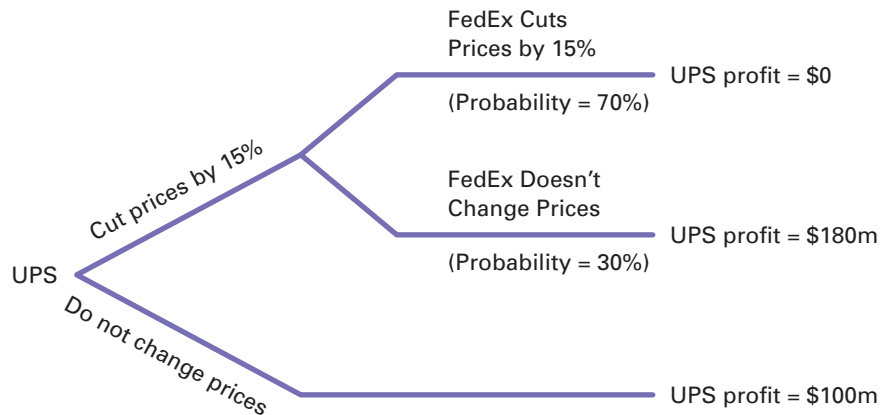 FedEx Cuts
Prices by 15%
UPS profit = $0
(Probability = 70%)
Cut prices by 15%
FedEx Doesn't
Change Prices
UPS profit = $180m
(Probability = 30%)
UPS
Do not change prices
UPS profit = $100m